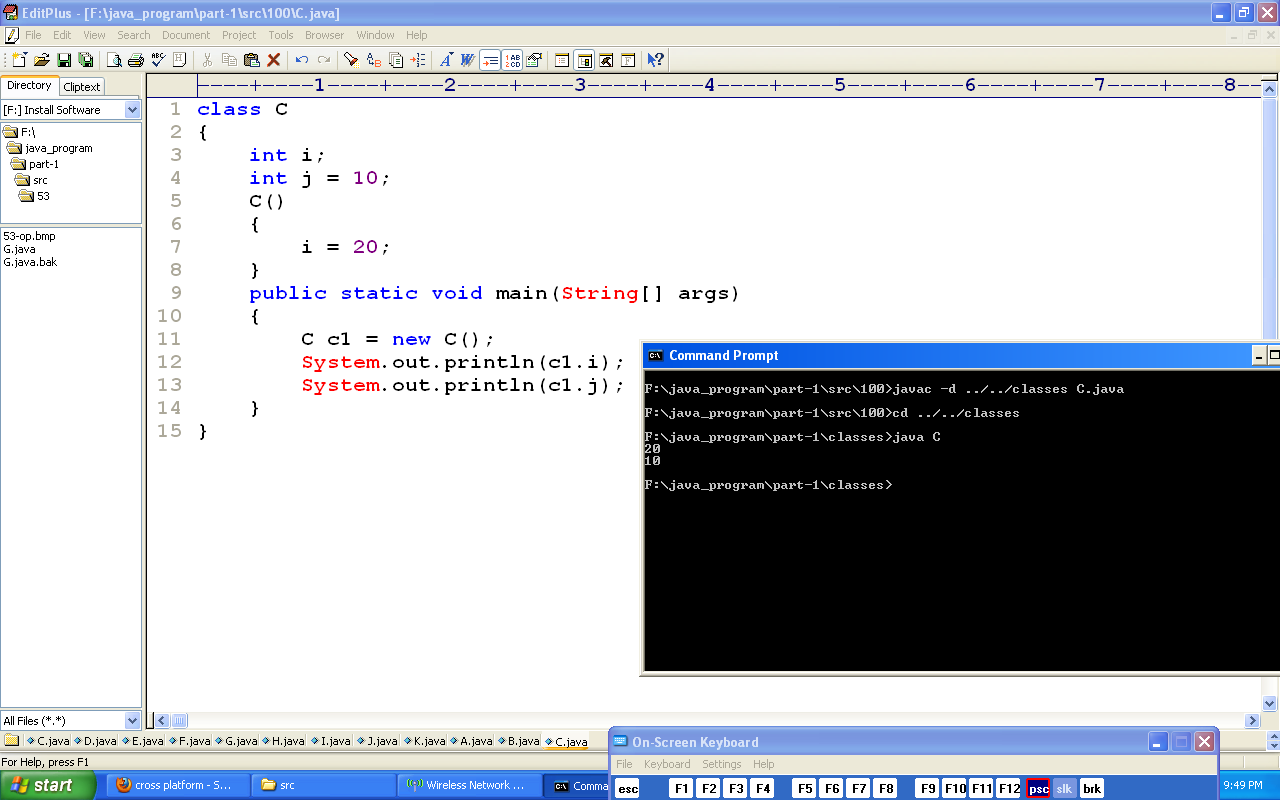 EditPlus - [F:\java_program\part-1\src\100\C.java]
File Edit View Search Document Project Tools Browser Window Help
Directory Cliptext
[F:] Install Software
F:\
java_program
part-1
src
53
53-op.bmp
G.java
G.java.bak
All Files (*.*)
----+----1----+----2----+----3----+----4----+----5----+----6----+----7----+----8--
1 class C
2 {
3 int i;
4 int j = 10;
5 C()
6 {
7 i = 20;
8 }
9 public static void main(String[] args)
10 {
11 C c1 = new C();
12 System.out.println(c1.i);
13 System.out.println(c1.j);
14 }
15 }
Command Prompt
F:\java_program\part-1\src\100>javac -d ../../classes C.java
F:\java_program\part-1\src\100>cd ../../classes
F:\java_program\part-1\classes>java C
20
10
F:\java_program\part-1\classes>
C.java D.java E.java F.java G.java H.java I.java J.java K.java A.java B.java C.java
For Help, press F1
On-Screen Keyboard
File Keyboard Settings Help
esc F1 F2 F3 F4 F5 F6 F7 F8 F9 F10 F11 F12 psc slk brk
start cross platform - S... src Wireless Network ... Comma 9:49 PM